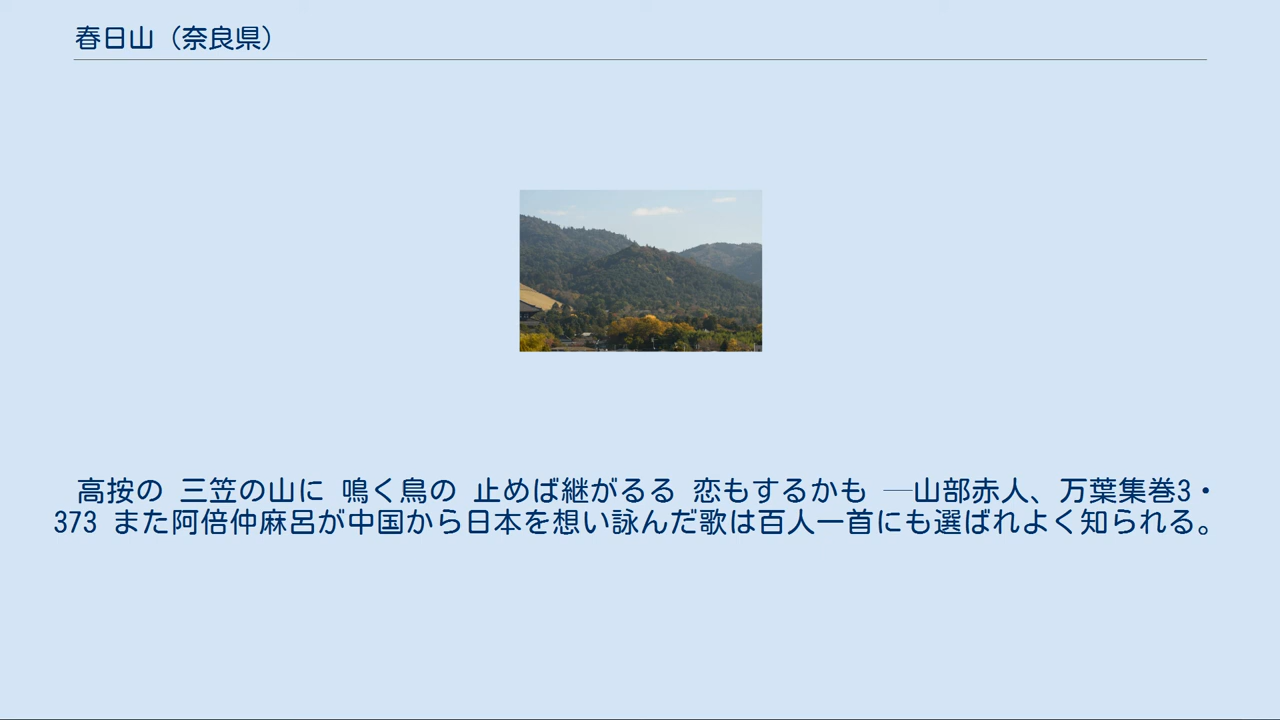 春日山（奈良県）
高按の 三笠の山に 鳴く鳥の 止めば継がるる 恋もするかも ―山部赤人、万葉集巻3・
373 また阿倍仲麻呂が中国から日本を想い詠んだ歌は百人一首にも選ばれよく知られる。